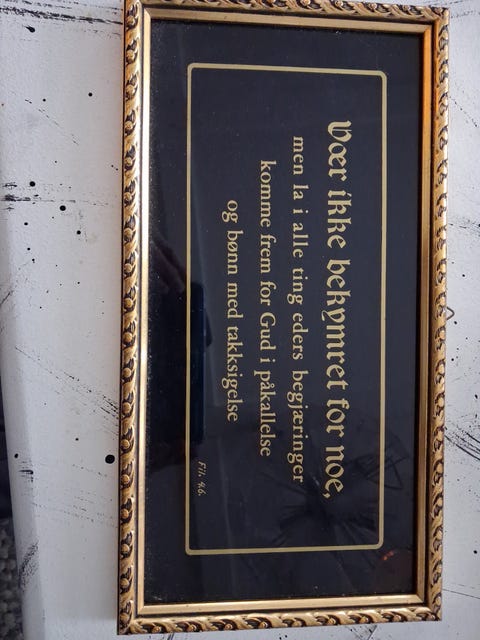 Vær ikke bekymret for noe,
men la i alle ting eders begjæringer
komme frem for Gud i påkallelse
og bønn med takksigelse
Fil. 4.6.